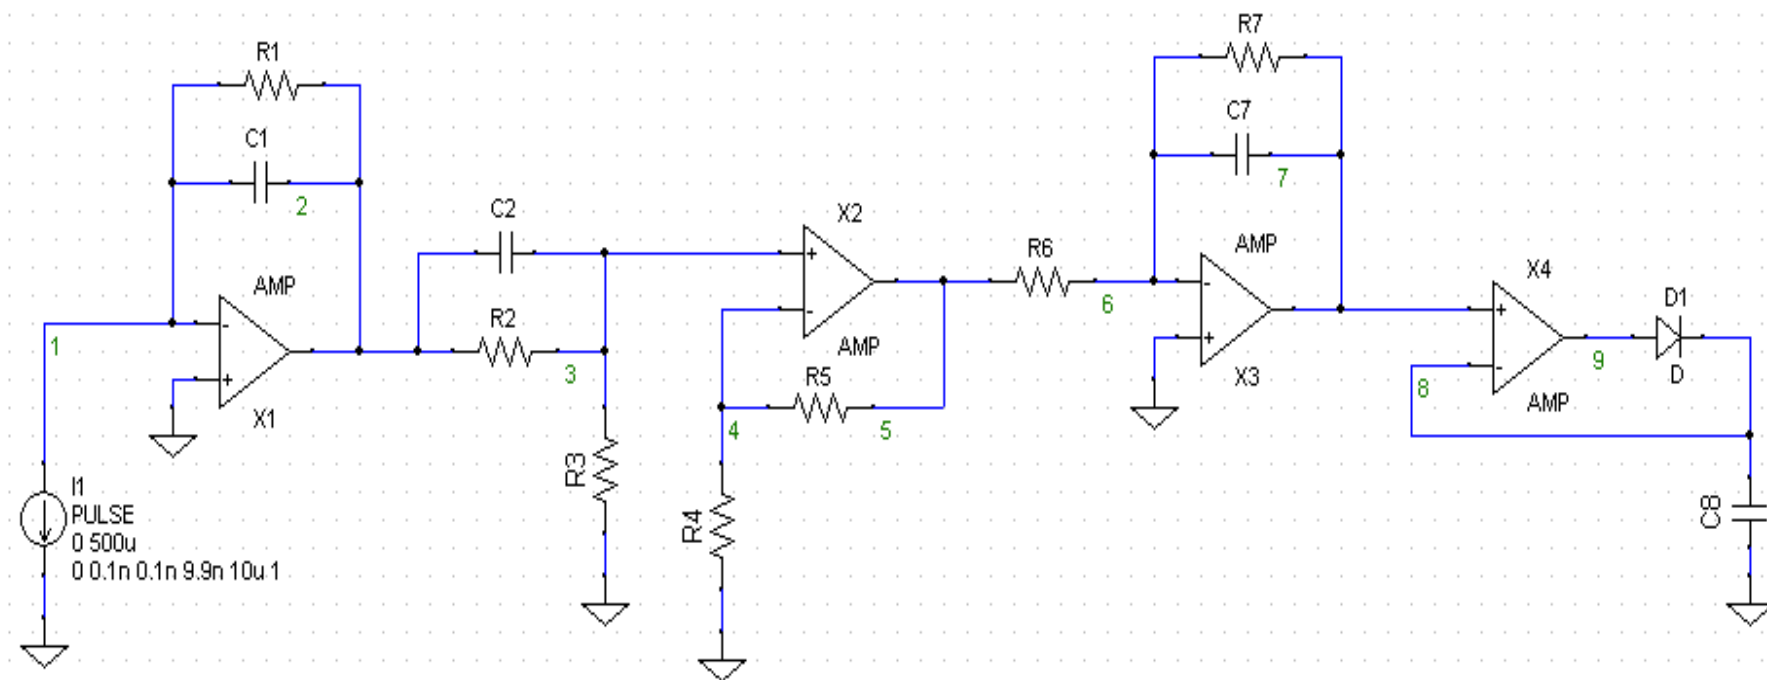 R1
R7
C1
C7
2
7
C2
X2
R6
AMP
X4
AMP
+
-
6
-
D1
-
R2
AMP
+
+
1
3
R5
X3
9
D
+
-
8
AMP
X1
4
5
I1
PULSE
0 500u
0 0.1n 0.1n 9.9n 10u 1
R3
R4
C8